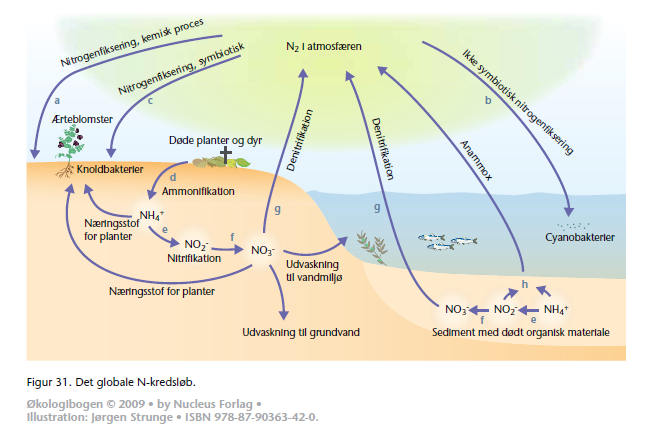 Nitrogenfiksering, kemisk proces
N₂ i atmosfæren
Nitrogenfiksering, symbiotisk
Ikke symbiotisk nitrogenfiksering
a
c
b
Ærteblomster
Denitrifikation
Denitrifikation
Anammox
Døde planter og dyr
Knoldbakterier
d
Ammonifikation
g
g
NH₄⁺
Næringsstof
for planter
e
NO₂⁻
f
NO₃⁻
Nitrifikation
Cyanobakterier
Udvaskning
til vandmiljø
Næringsstof for planter
h
NO₃⁻
NO₂⁻
NH₄⁺
f
e
Udvaskning til grundvand
Sediment med dødt organisk materiale
Figur 31. Det globale N-kredsløb.
Økologibogen © 2009 • by Nucleus Forlag •
Illustration: Jørgen Strunge • ISBN 978-87-90363-42-0.